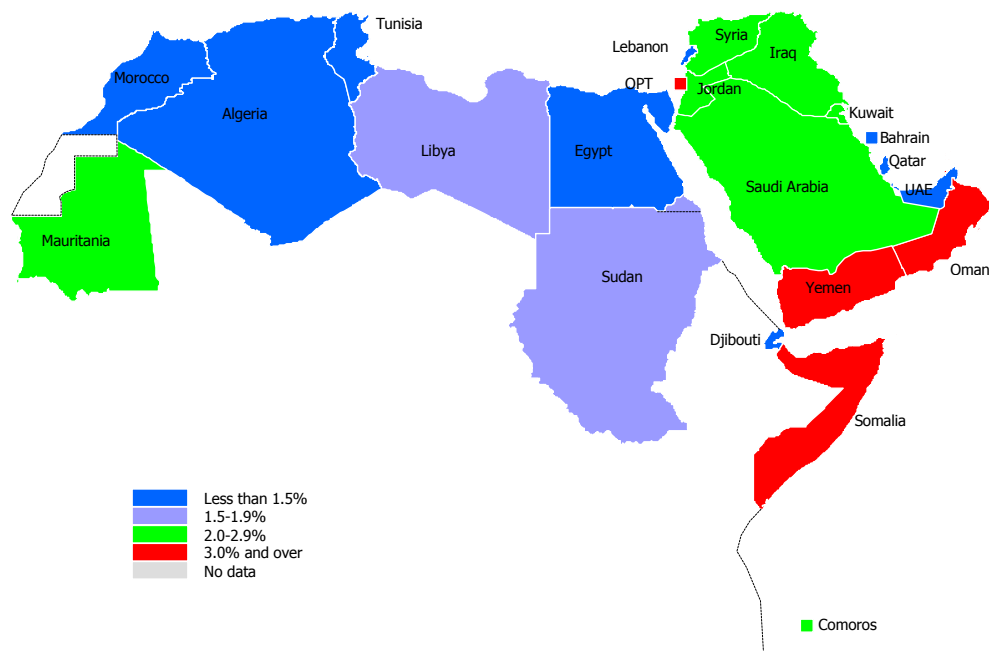 Tunisia
Syria
Lebanon
Iraq
Morocco
OPT
Jordan
Algeria
Kuwait
Bahrain
Libya
Egypt
Qatar
Saudi Arabia
UAE
Mauritania
Sudan
Oman
Yemen
Djibouti
Somalia
Less than 1.5%
1.5-1.9%
2.0-2.9%
3.0% and over
No data
Comoros